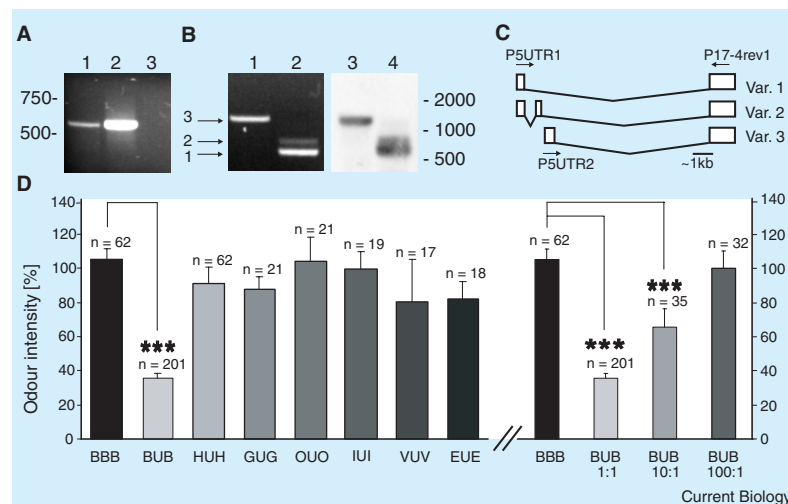 A
B
C
1 2 3
750-
500-
1 2
3
2
1
3 4
- 2000
- 1000
- 500
P5UTR1
P17-4rev1
Var. 1
Var. 2
Var. 3
P5UTR2
~1kb
D
Odour intensity [%]
140
120
100
80
60
40
20
0
n = 62
***
n = 201
n = 62
n = 21
n = 21
n = 19
n = 17
n = 18
n = 62
***
n = 201
***
n = 35
n = 32
140
120
100
80
60
40
20
0
BBB BUB HUH GUG OUO IUI VUV EUE BBB BUB BUB BUB
1:1 10:1 100:1
Current Biology